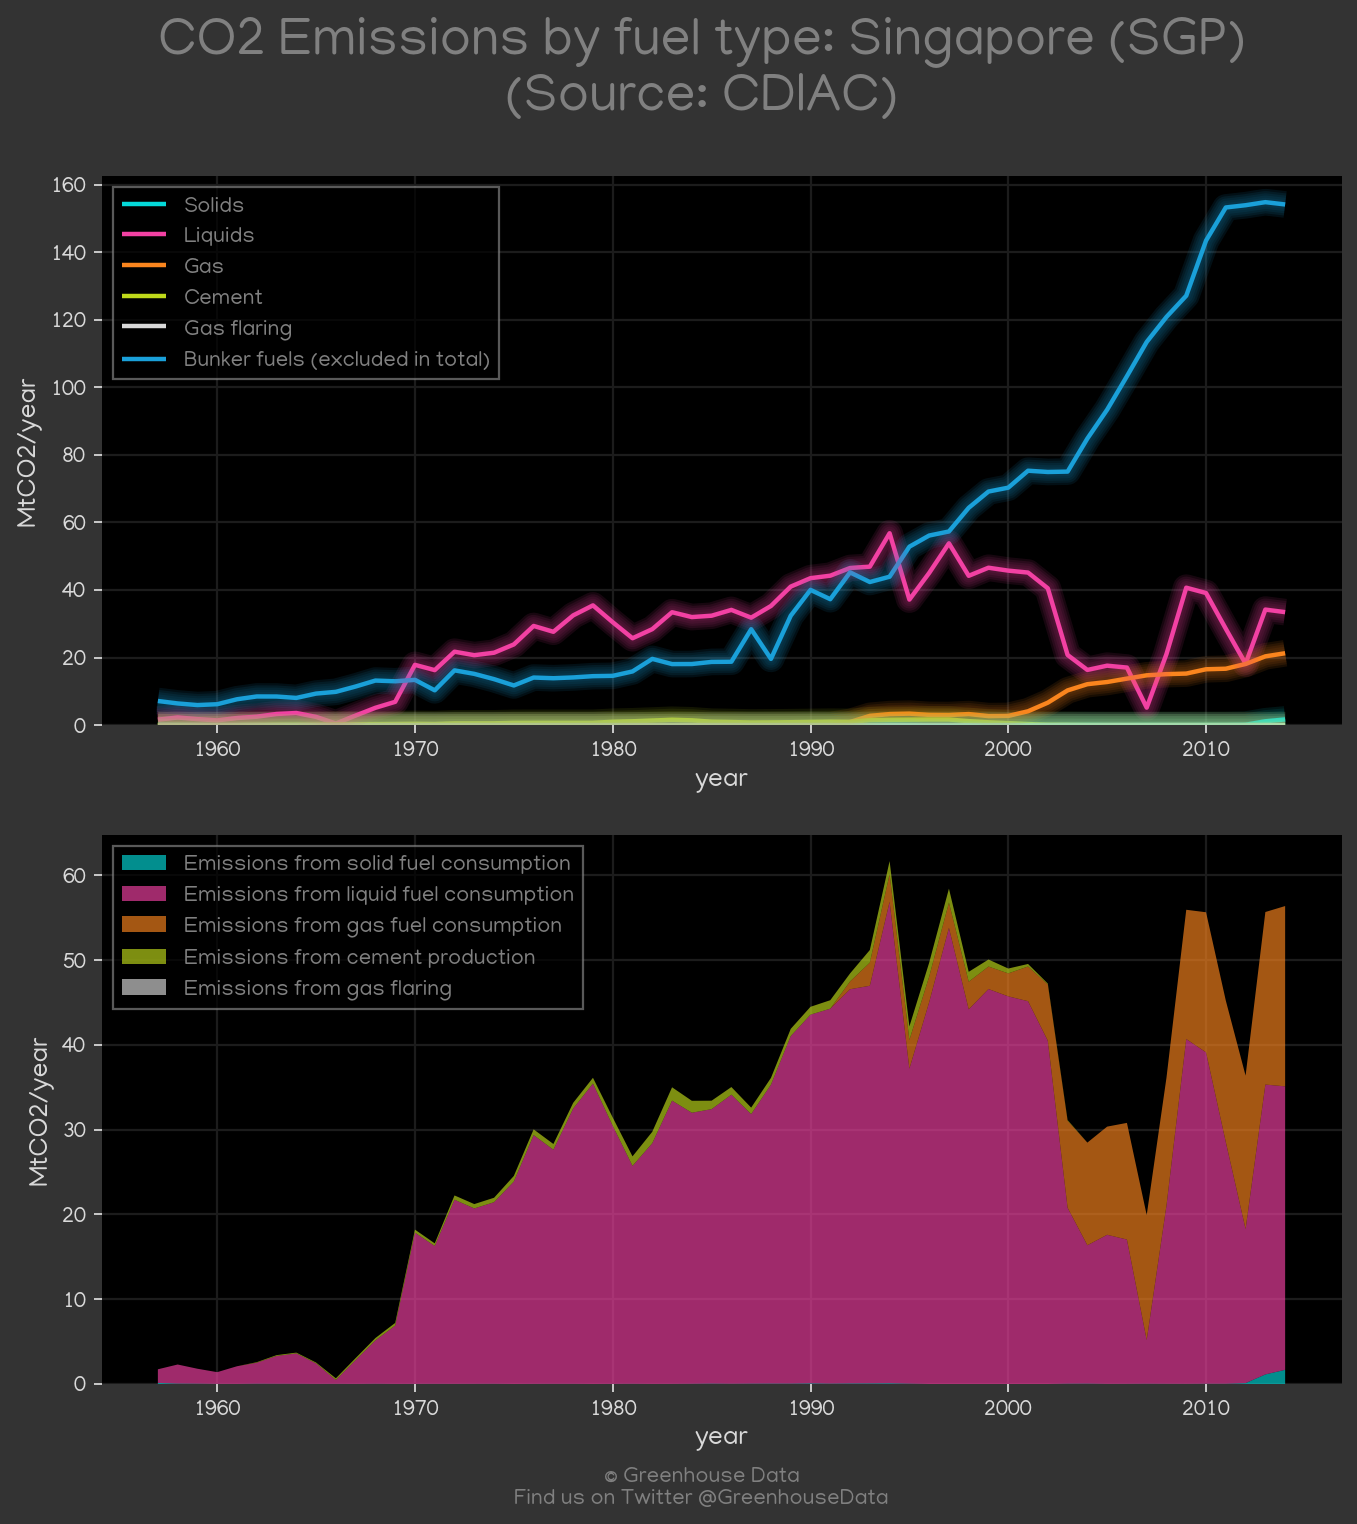 CO2 Emissions by fuel type: Singapore (SGP)
(Source: CDIAC)
160
140
120
100
80
60
40
20
0
MtCO2/year
Solids
Liquids
Gas
Cement
Gas flaring
Bunker fuels (excluded in total)
1960 1970 1980 1990 2000 2010
year
60
50
40
30
20
10
0
MtCO2/year
Emissions from solid fuel consumption
Emissions from liquid fuel consumption
Emissions from gas fuel consumption
Emissions from cement production
Emissions from gas flaring
1960 1970 1980 1990 2000 2010
year
© Greenhouse Data
Find us on Twitter @GreenhouseData